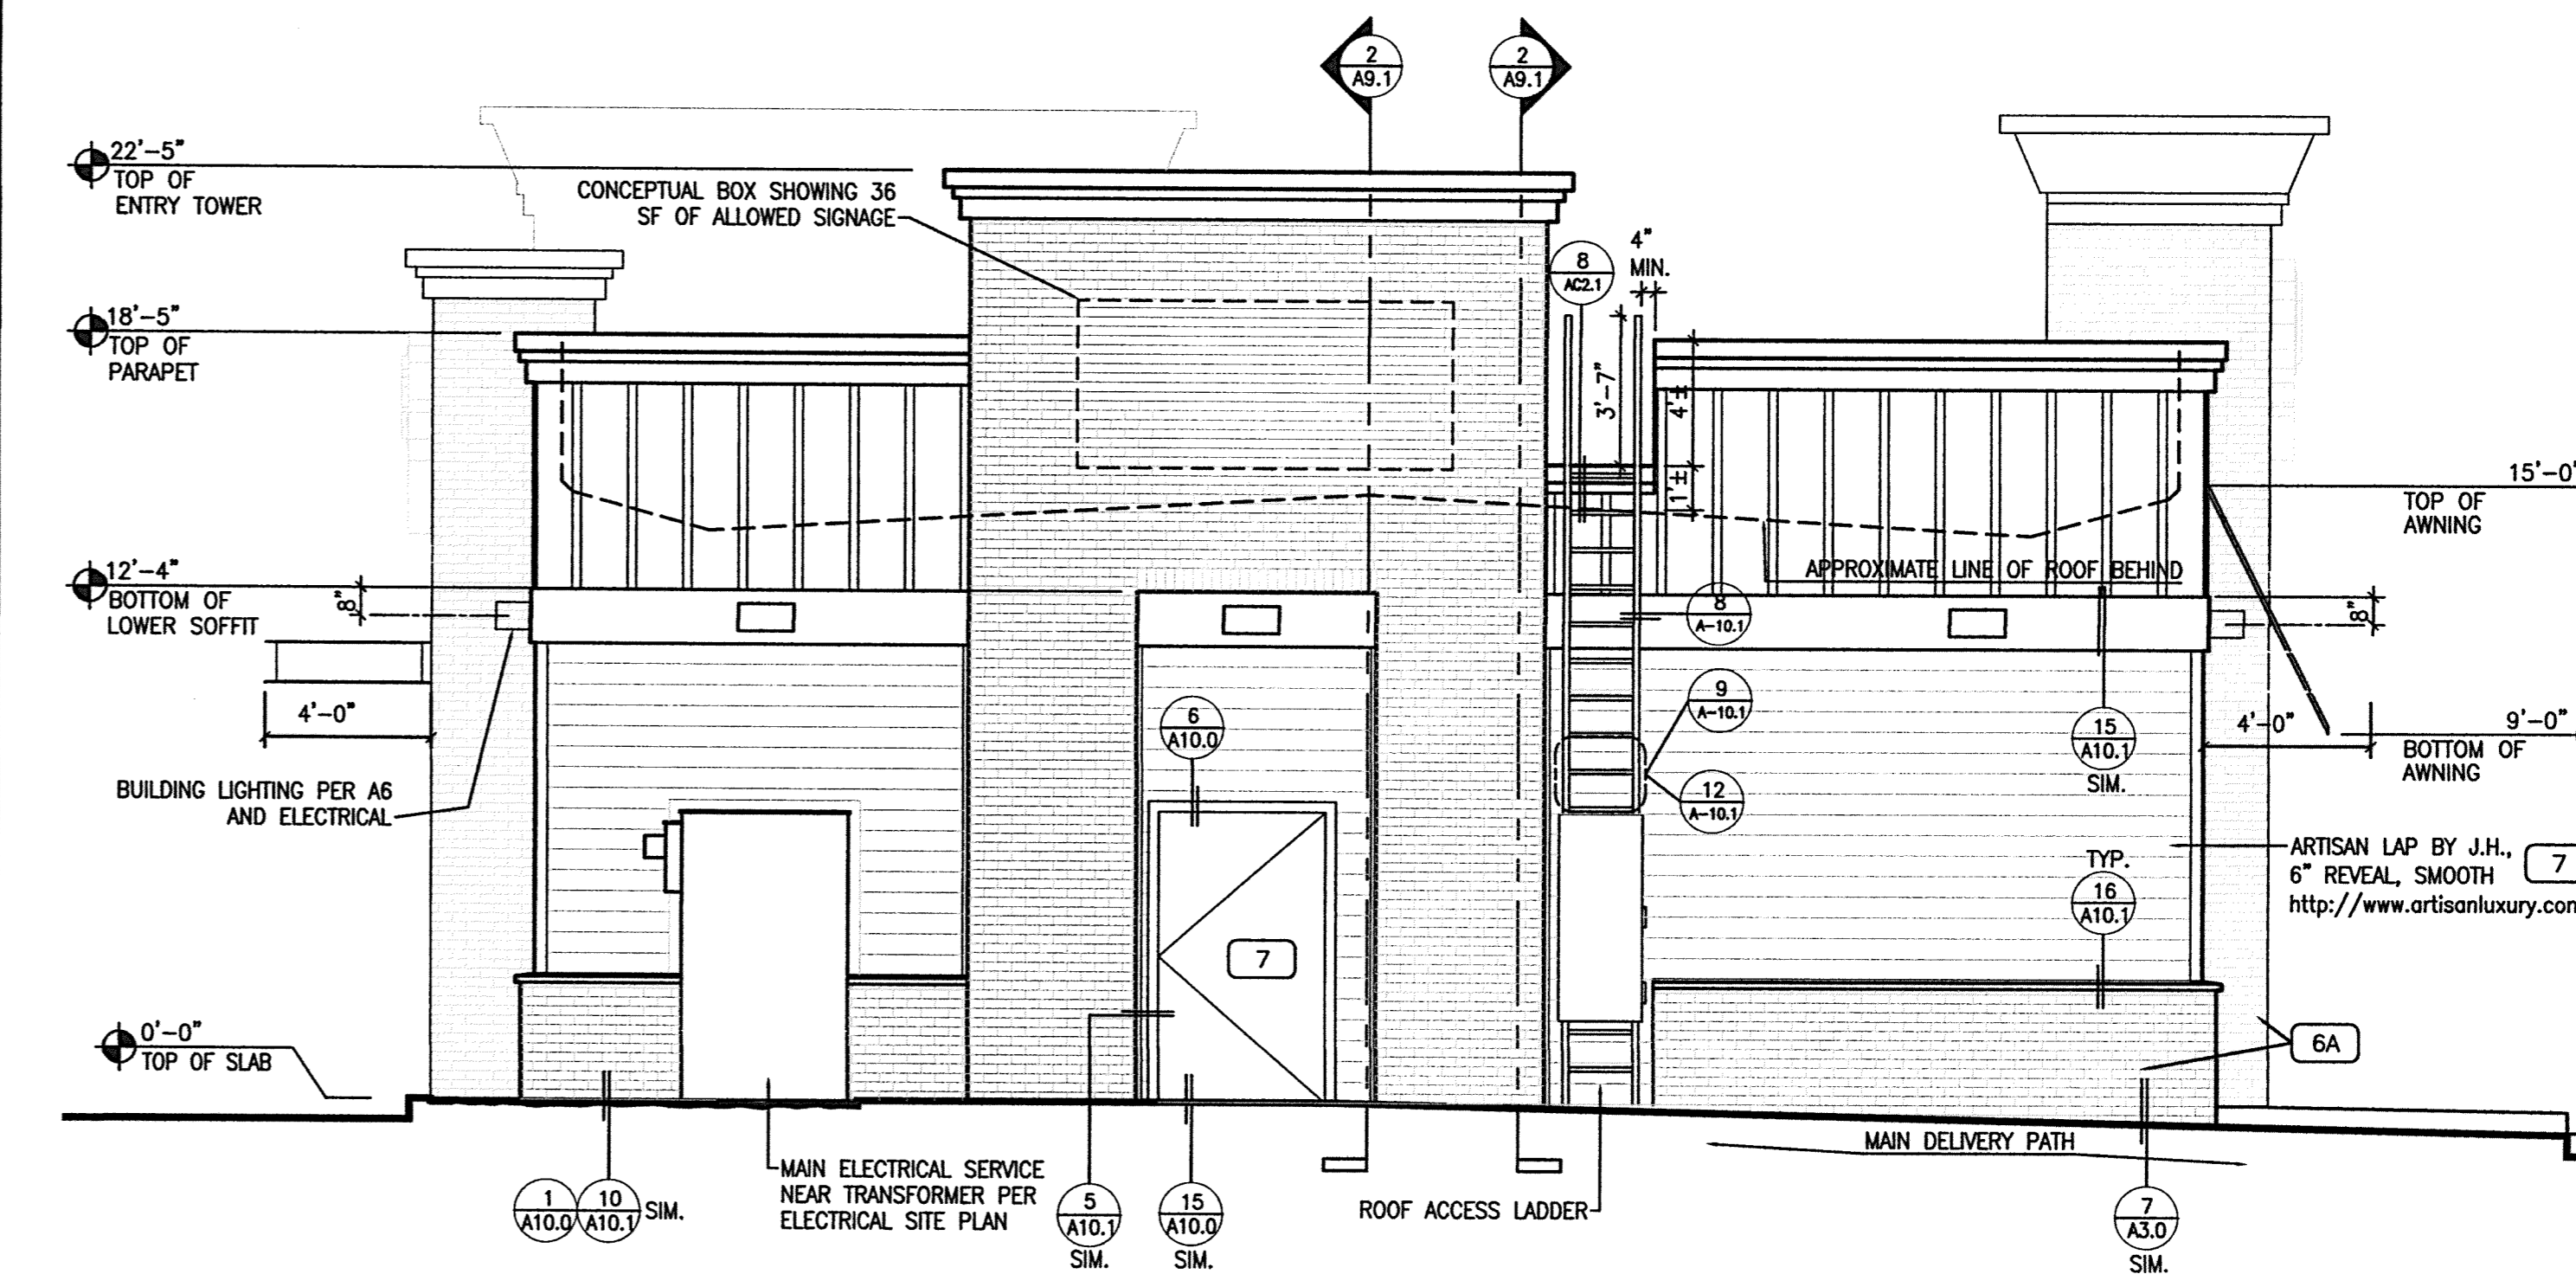 2
A9.1
2
A9.1
22'-5"
TOP OF
ENTRY TOWER
CONCEPTUAL BOX SHOWING 36
SF OF ALLOWED SIGNAGE
8
AC2.1
4"
MIN.
18'-5"
TOP OF
PARAPET
3'-7"
4'±
1'±
15'-0"
TOP OF
AWNING
APPROXIMATE LINE OF ROOF BEHIND
12'-4"
BOTTOM OF
LOWER SOFFIT
8"
8"
8
A-10.1
9
A-10.1
6
A10.0
4'-0"
15
A10.1
SIM.
4'-0"
9'-0"
BOTTOM OF
AWNING
BUILDING LIGHTING PER A6
AND ELECTRICAL
12
A-10.1
ARTISAN LAP BY J.H.,
6" REVEAL, SMOOTH
http://www.artisanluxury.com
7
TYP.
16
A10.1
7
0'-0"
TOP OF SLAB
6A
MAIN DELIVERY PATH
1
A10.0
10
A10.1
SIM.
MAIN ELECTRICAL SERVICE
NEAR TRANSFORMER PER
ELECTRICAL SITE PLAN
5
A10.1
SIM.
15
A10.0
SIM.
ROOF ACCESS LADDER
7
A3.0
SIM.